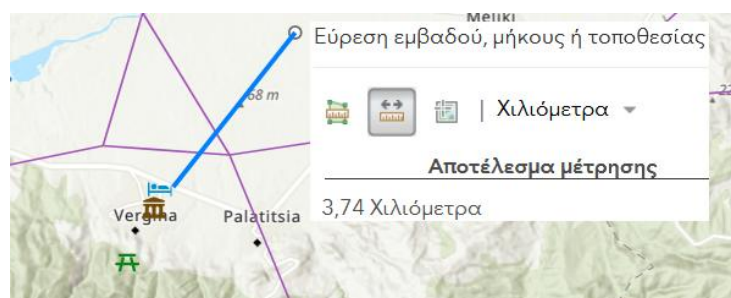 Meliki
Εύρεση εμβαδού, μήκους ή τοποθεσίας
68 m
Χιλιόμετρα
Αποτέλεσμα μέτρησης
3,74 Χιλιόμετρα
Vergina
Palatitsia